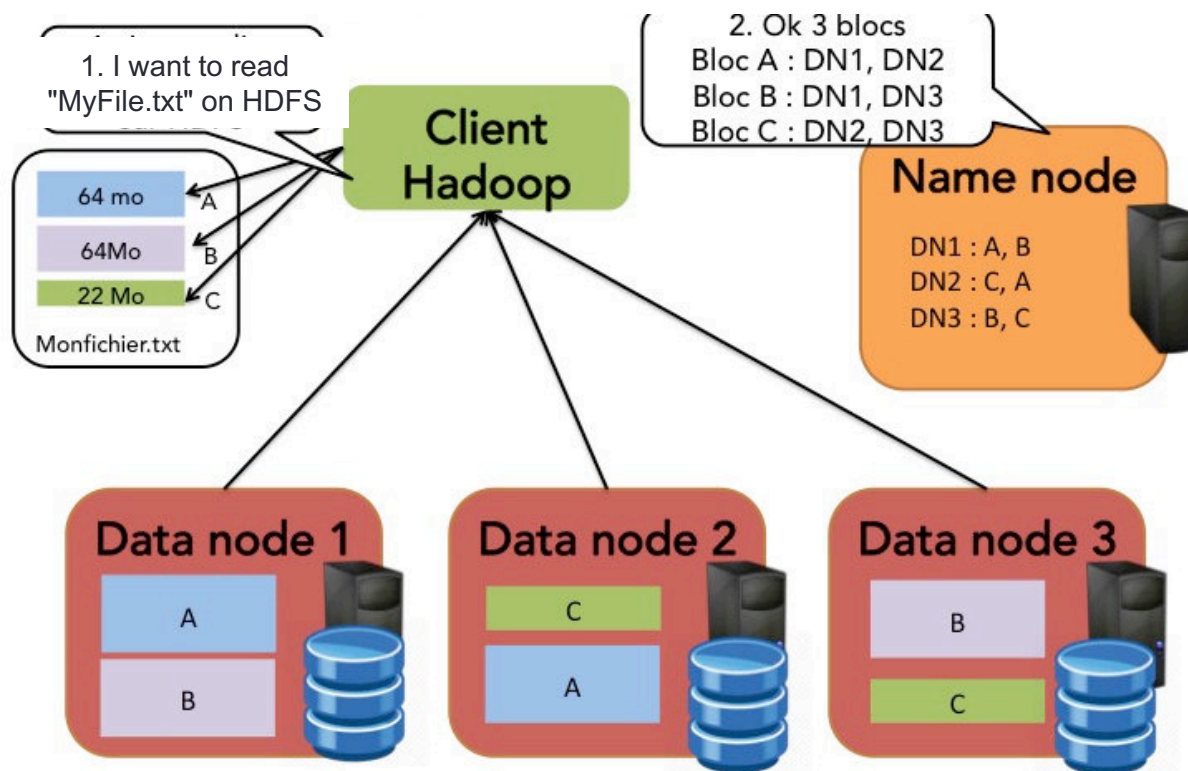 1. I want to read
"MyFile.txt" on HDFS
2. Ok 3 blocs
Bloc A : DN1, DN2
Bloc B : DN1, DN3
Bloc C : DN2, DN3
Client
Hadoop
Name node
DN1 : A, B
DN2 : C, A
DN3 : B, C
64 mo
A
64Mo
B
22 Mo
C
Monfichier.txt
Data node 1
A
B
Data node 2
C
A
Data node 3
B
C